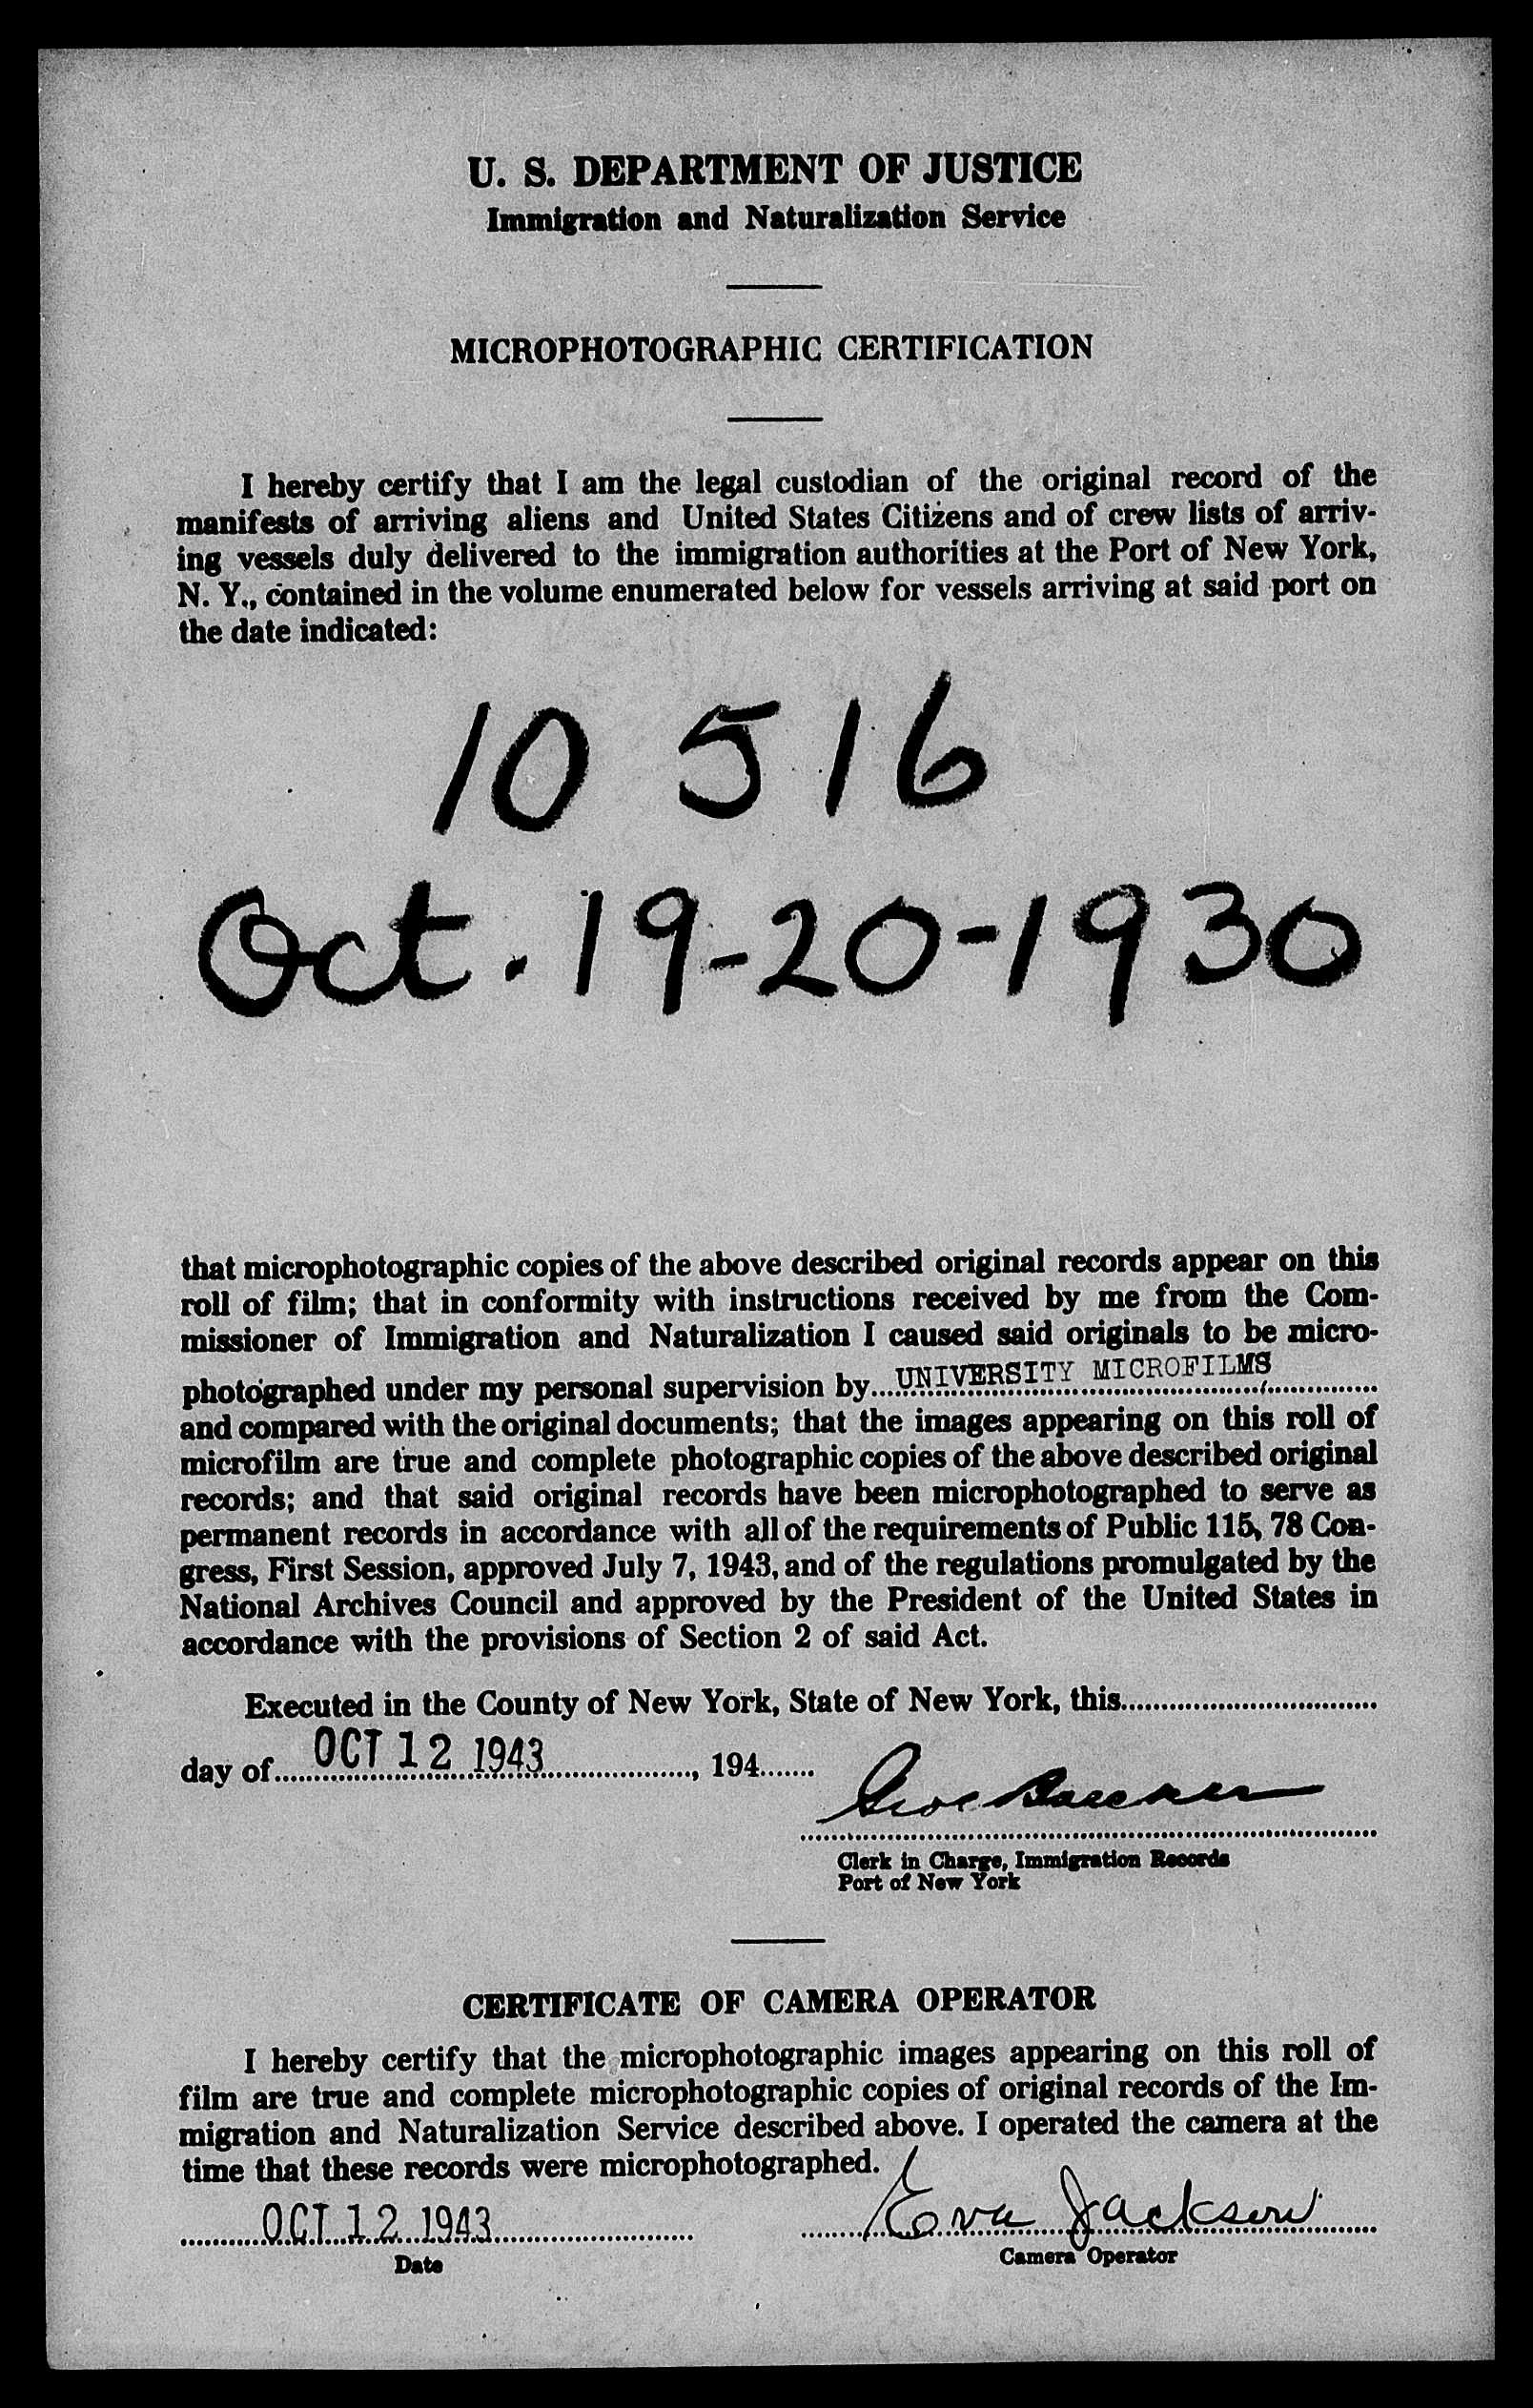 U. S. DEPARTMENT OF JUSTICE
Immigration and Naturalization Service
MICROPHOTOGRAPHIC CERTIFICATION
I hereby certify that I am the legal custodian of the original record of the
manifests of arriving aliens and United States Citizens and of crew lists of arriv-
ing vessels duly delivered to the immigration authorities at the Port of New York,
N. Y., contained in the volume enumerated below for vessels arriving at said port on
the date indicated:
10 516
Oct. 19-20-1930
that microphotographic copies of the above described original records appear on this
roll of film; that in conformity with instructions received by me from the Com-
missioner of Immigration and Naturalization I caused said originals to be micro-
photographed under my personal supervision by....UNIVERSITY MICROFILMS
and compared with the original documents; that the images appearing on this roll of
microfilm are true and complete photographic copies of the above described original
records; and that said original records have been microphotographed to serve as
permanent records in accordance with all of the requirements of Public 115, 78 Con-
gress, First Session, approved July 7, 1943, and of the regulations promulgated by the
National Archives Council and approved by the President of the United States in
accordance with the provisions of Section 2 of said Act.
Executed in the County of New York, State of New York, this
day of OCT 12 1943, 194
Clerk in Charge, Immigration Records
Port of New York
CERTIFICATE OF CAMERA OPERATOR
I hereby certify that the microphotographic images appearing on this roll of
film are true and complete microphotographic copies of original records of the Im-
migration and Naturalization Service described above. I operated the camera at the
time that these records were microphotographed.
OCT 12 1943 Eva Jackson
Date Camera Operator